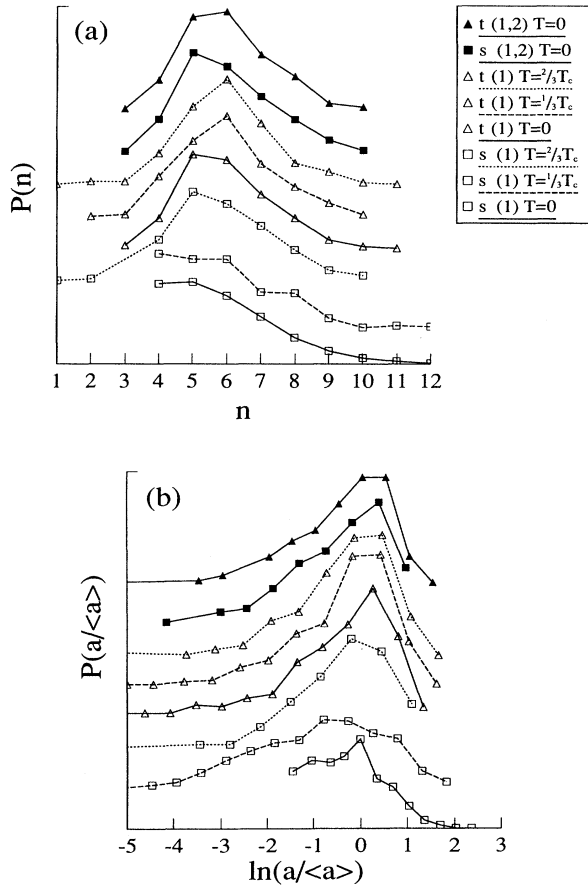 (a)
P(n)
1 2 3 4 5 6 7 8 9 10 11 12
n
t (1,2) T=0
s (1,2) T=0
t (1) T=2/3Tc
t (1) T=1/3Tc
t (1) T=0
s (1) T=2/3Tc
s (1) T=1/3Tc
s (1) T=0
(b)
P(a/<a>)
-5 -4 -3 -2 -1 0 1 2 3
ln(a/<a>)